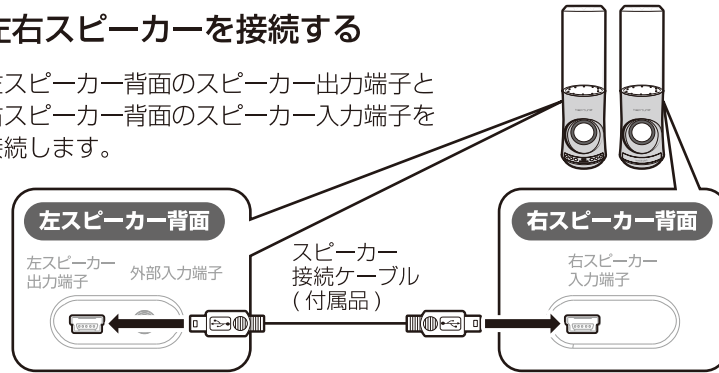 左右スピーカーを接続する
左スピーカー背面のスピーカー出力端子と
右スピーカー背面のスピーカー入力端子を
接続します。
左スピーカー背面
右スピーカー背面
左スピーカー
出力端子
外部入力端子
スピーカー
接続ケーブル
(付属品)
右スピーカー
入力端子